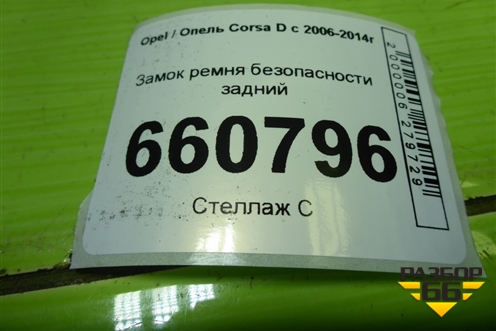 Opel / Опель Corsa D с 2006-2014г
Замок ремня безопасности
задний
660796
Стеллаж С
2000006279729
РАЗБОР
66